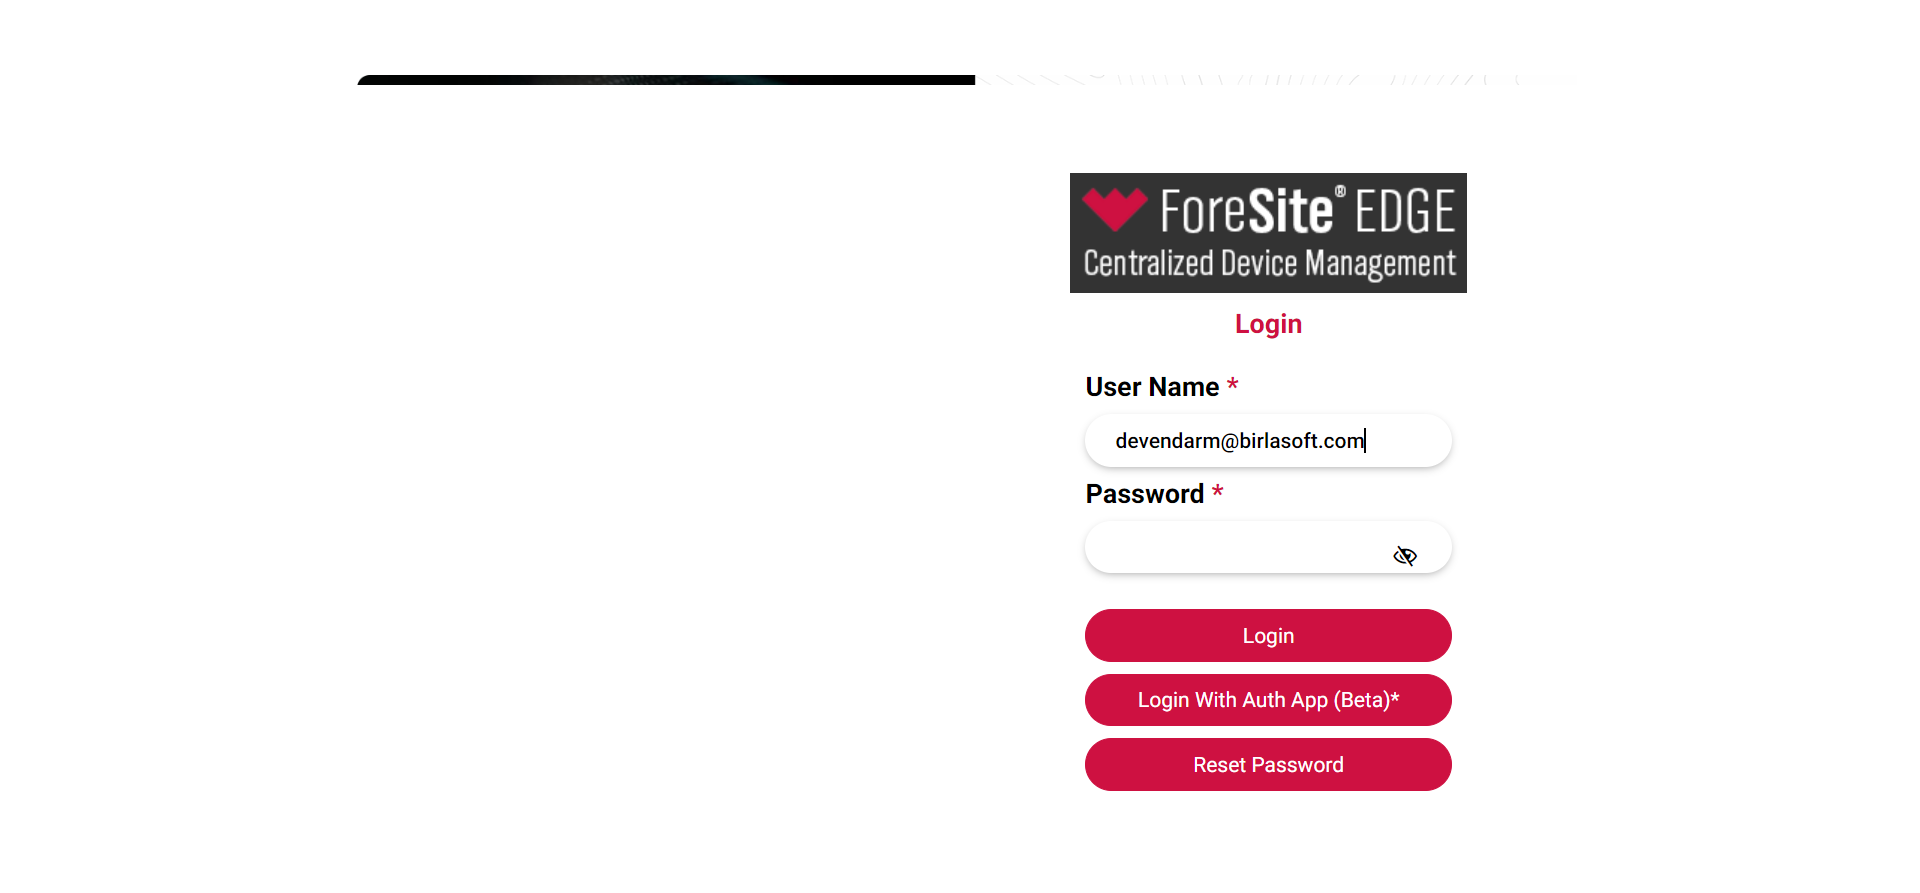 ForeSite® EDGE
Centralized Device Management
Login
User Name *
devendarm@birlasoft.com
Password *
Login
Login With Auth App (Beta)*
Reset Password